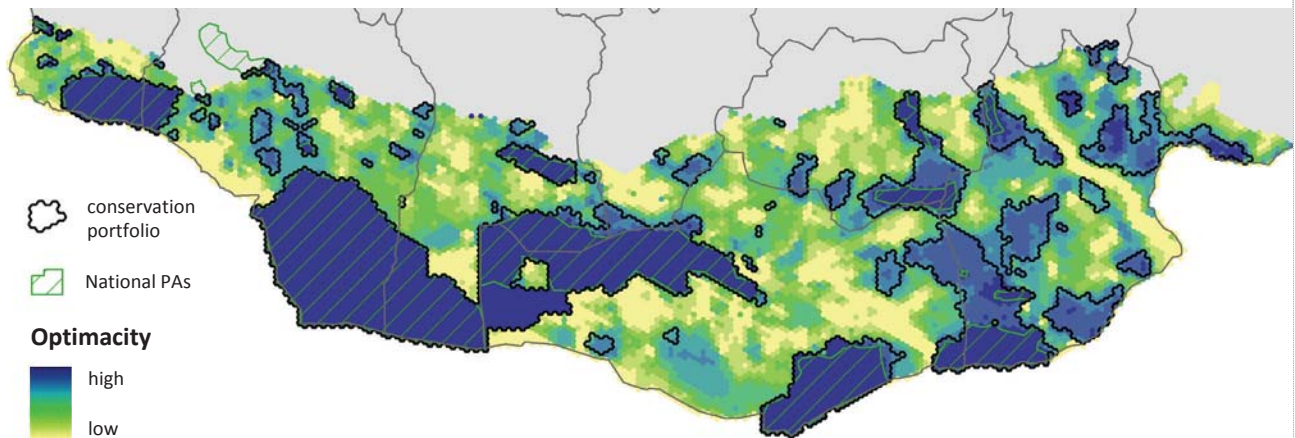 conservation
portfolio
National PAs
Optimacity
high
low